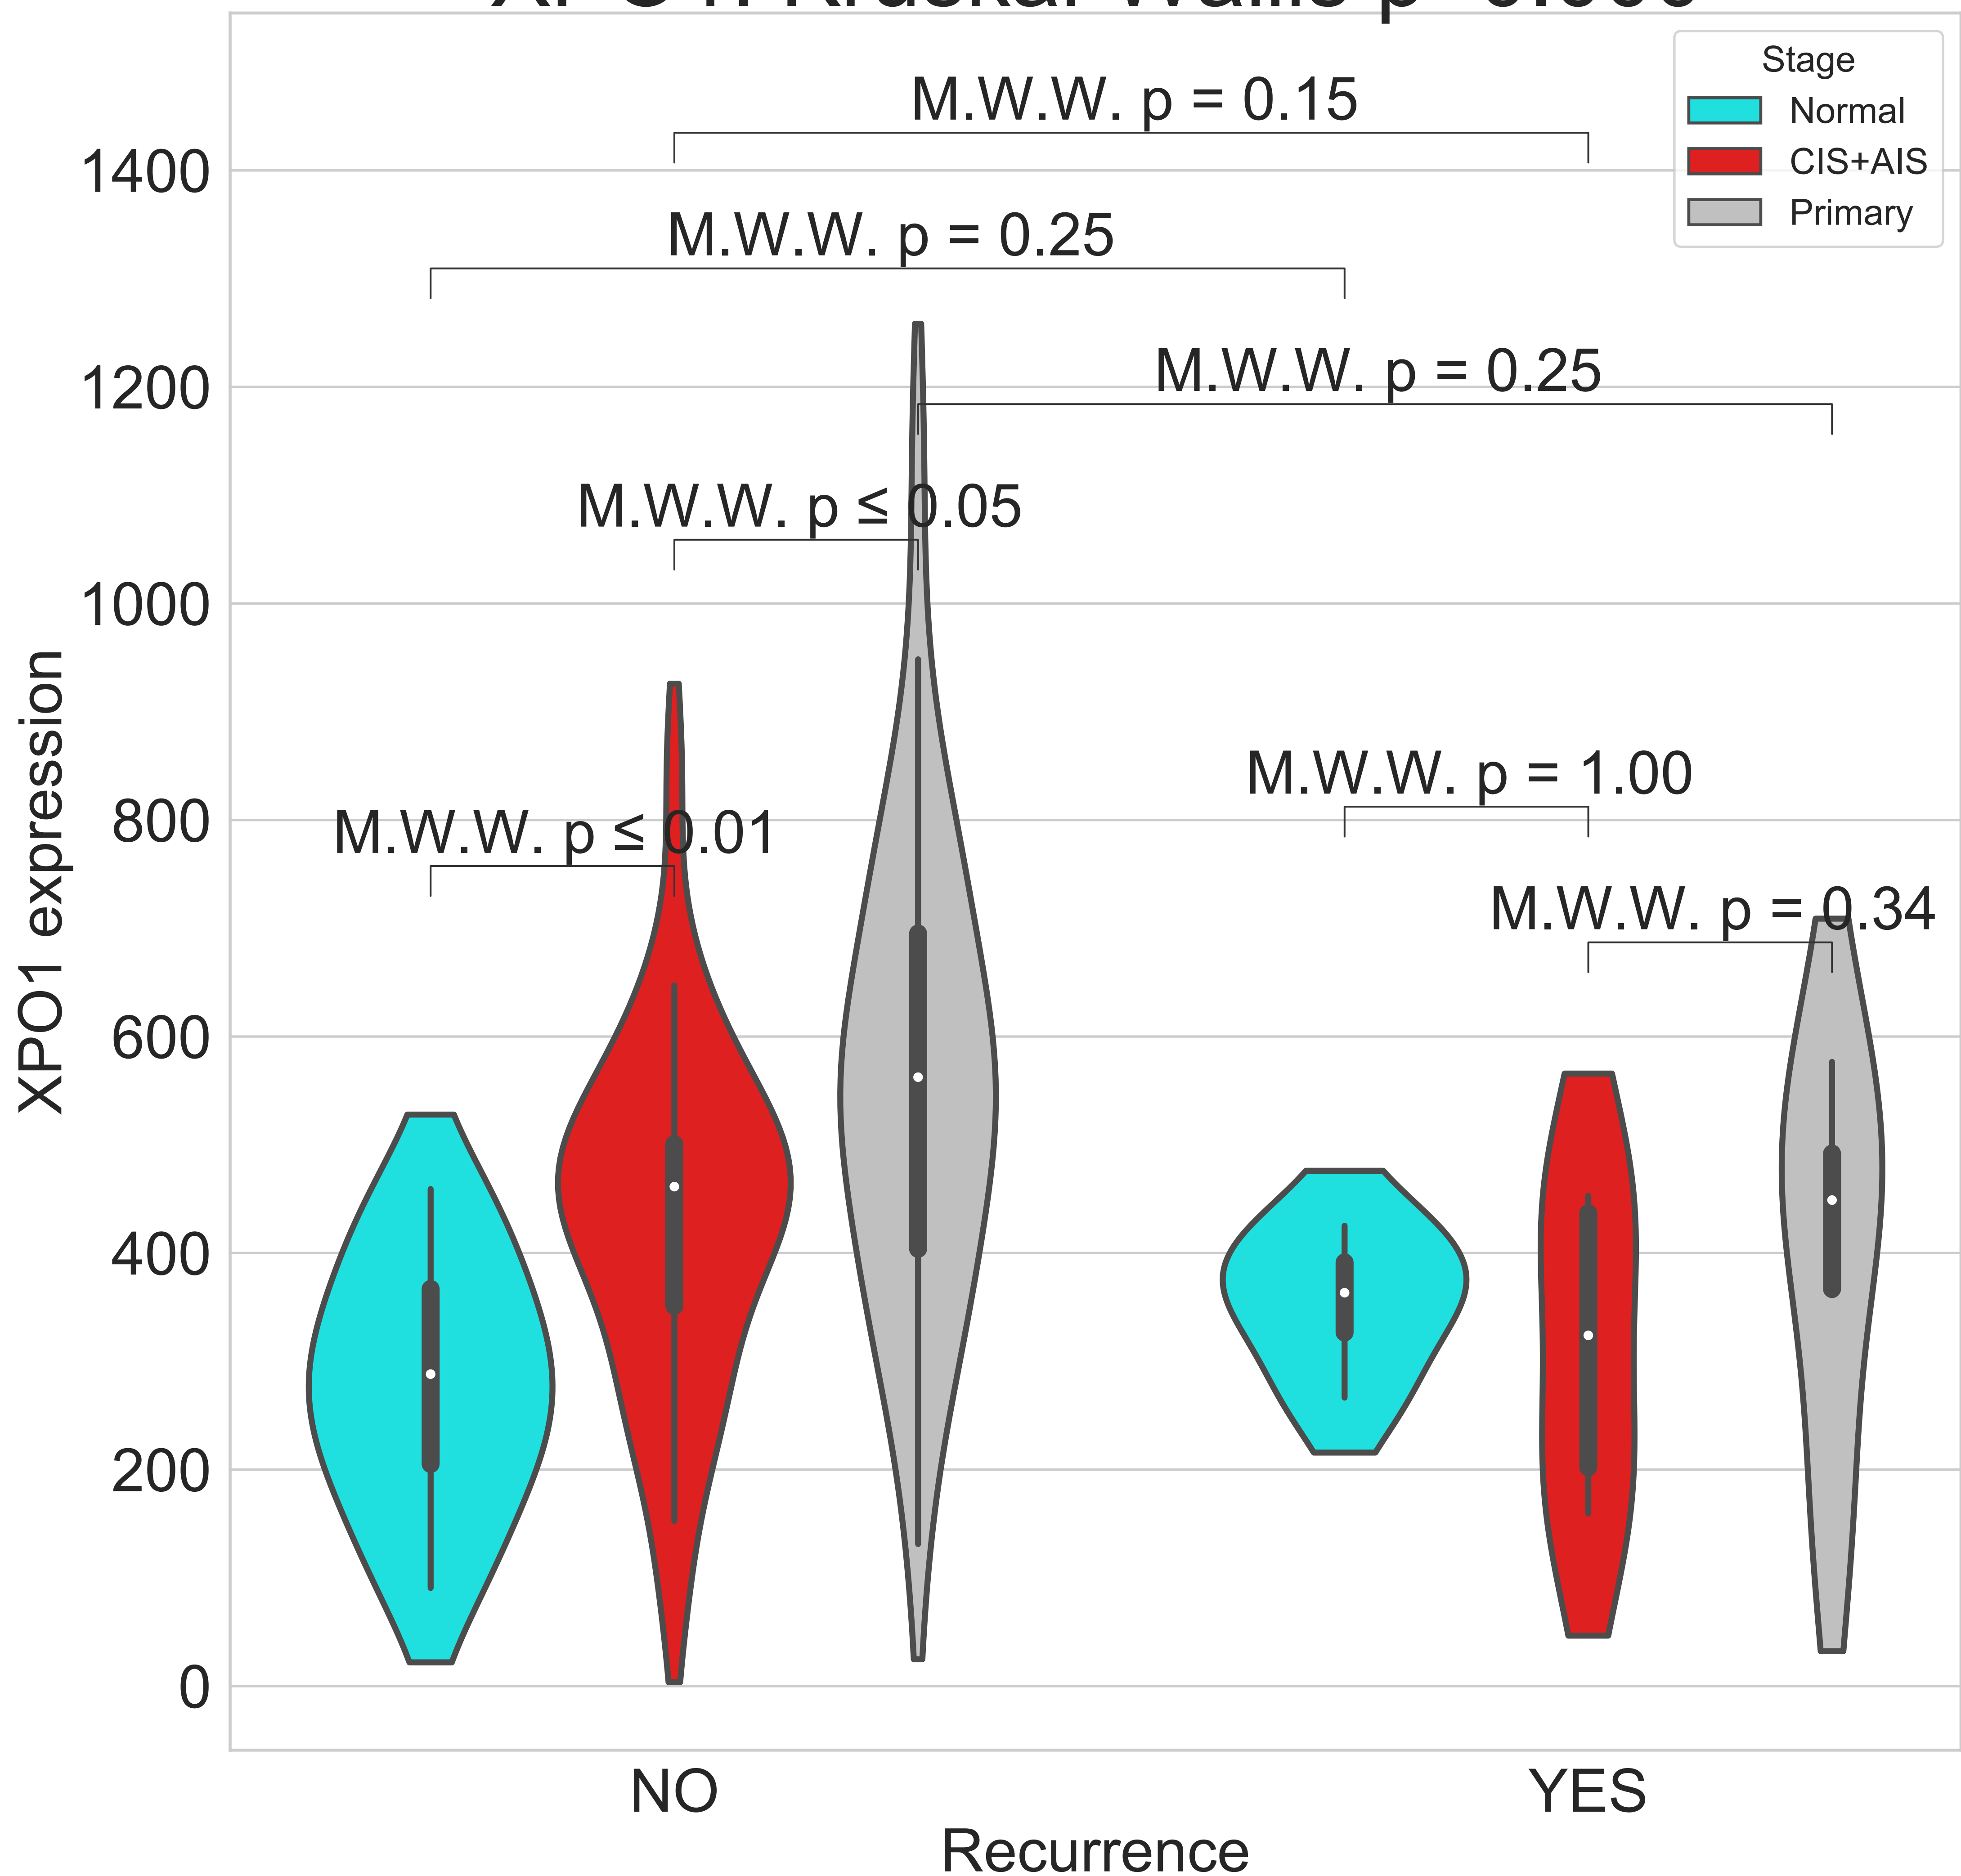 Stage
Normal
CIS+AIS
Primary
M.W.W. p = 0.15
M.W.W. p = 0.25
M.W.W. p = 0.25
M.W.W. p ≤ 0.05
M.W.W. p = 1.00
M.W.W. p ≤ 0.01
M.W.W. p = 0.34
1400
1200
1000
800
600
400
200
0
XPO1 expression
NO
YES
Recurrence